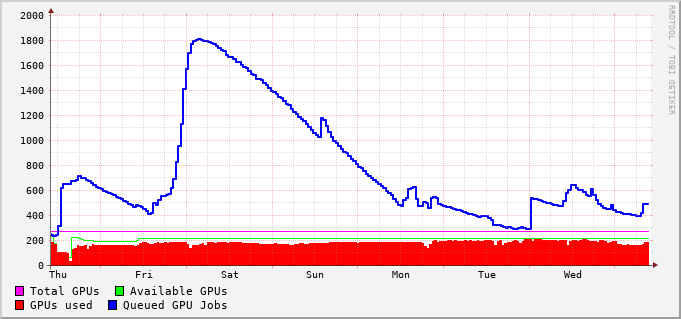 2000
1800
1600
1400
1200
1000
800
600
400
200
0
Thu Fri Sat Sun Mon Tue Wed
Total GPUs Available GPUs
GPUs used Queued GPU Jobs
RRDTOOL / TOBI OETIKER